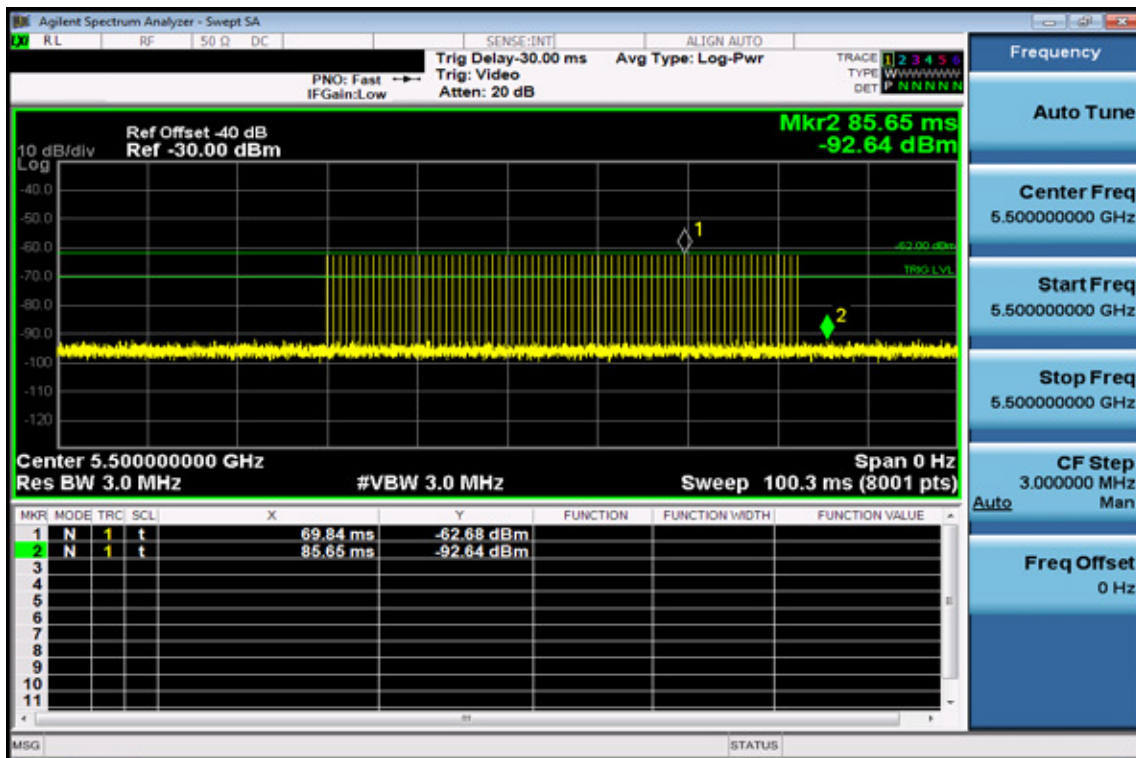 Agilent Spectrum Analyzer - Swept SA
LXI RL RF 50 Ω DC SENSE:INT ALIGN AUTO
Trig Delay-30.00 ms Avg Type: Log-Pwr TRACE 1 2 3 4 5 6
PNO: Fast Trig: Video TYPE WWWWWW
IFGain:Low Atten: 20 dB DET P N N N N N
Mkr2 85.65 ms
-92.64 dBm
Ref Offset -40 dB
10 dB/div Ref -30.00 dBm
Log
-40.0
-50.0
1
-60.0
-62.00 dBm
TRIG LVL
-70.0
-80.0
2
-90.0
-100
-110
-120
Center 5.500000000 GHz Span 0 Hz
Res BW 3.0 MHz #VBW 3.0 MHz Sweep 100.3 ms (8001 pts)
MKR MODE TRC SCL X Y FUNCTION FUNCTION WIDTH FUNCTION VALUE
1 N 1 t 69.84 ms -62.68 dBm
2 N 1 t 85.65 ms -92.64 dBm
3
4
5
6
7
8
9
10
11
MSG STATUS
Frequency
Auto Tune
Center Freq
5.500000000 GHz
Start Freq
5.500000000 GHz
Stop Freq
5.500000000 GHz
CF Step
3.000000 MHz
Auto Man
Freq Offset
0 Hz